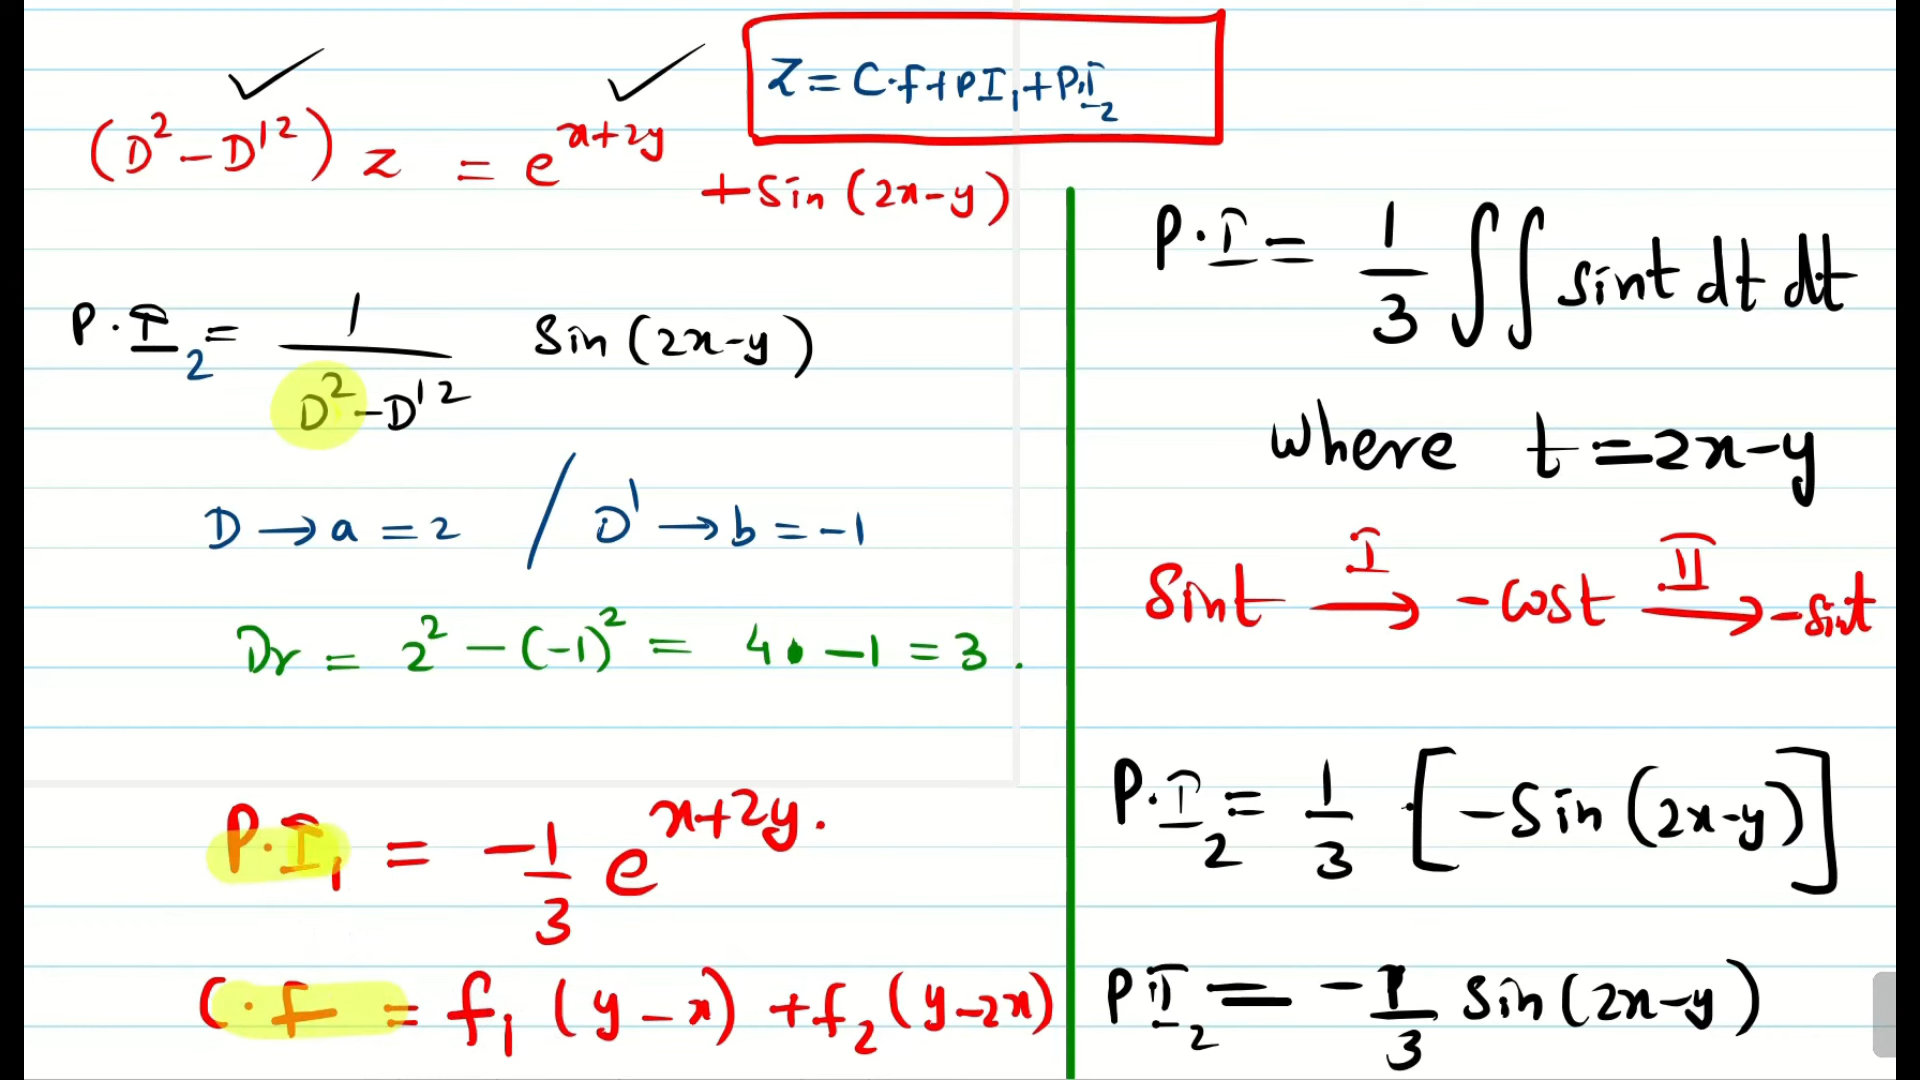 Z = C.f + PI₁ + P.I₂
(D² - D'²) z = e^{x+2y}
+ Sin (2x-y)
P.I₂ = 1/(D² - D'²) Sin (2x-y)
D → a = 2 / D' → b = -1
Dr = 2² - (-1)² = 4 . - 1 = 3 .
P.I₁ = -1/3 e^{x+2y}.
C.f = f₁ (y-x) + f₂ (y-2x)
P.I = 1/3 ∫∫ sint dt dt
where t = 2x-y
Sint I→ -cost II→ -sint
P.I₂ = 1/3 . [-Sin (2x-y)]
PI₂ = -1/3 Sin (2x-y)